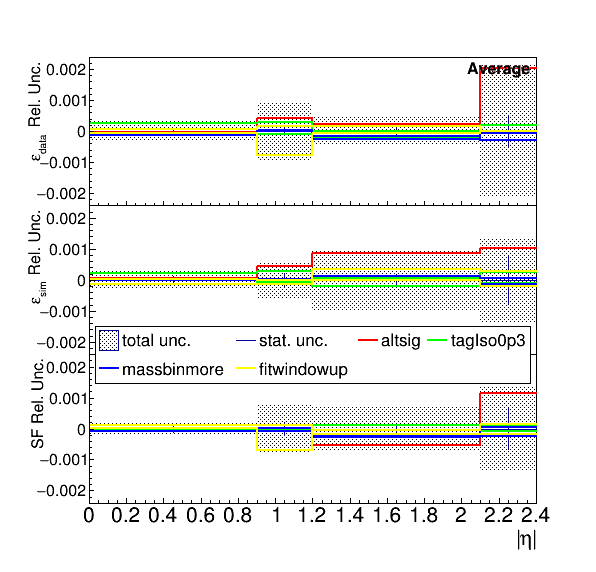 Average
ε_data Rel. Unc.
0.002
0.001
0
−0.001
−0.002
ε_sim Rel. Unc.
0.002
0.001
0
−0.001
total unc.
stat. unc.
altsig
tagIso0p3
massbinmore
fitwindowup
SF Rel. Unc.
0.002
0.001
0
−0.001
−0.002
0 0.2 0.4 0.6 0.8 1 1.2 1.4 1.6 1.8 2 2.2 2.4
|η|